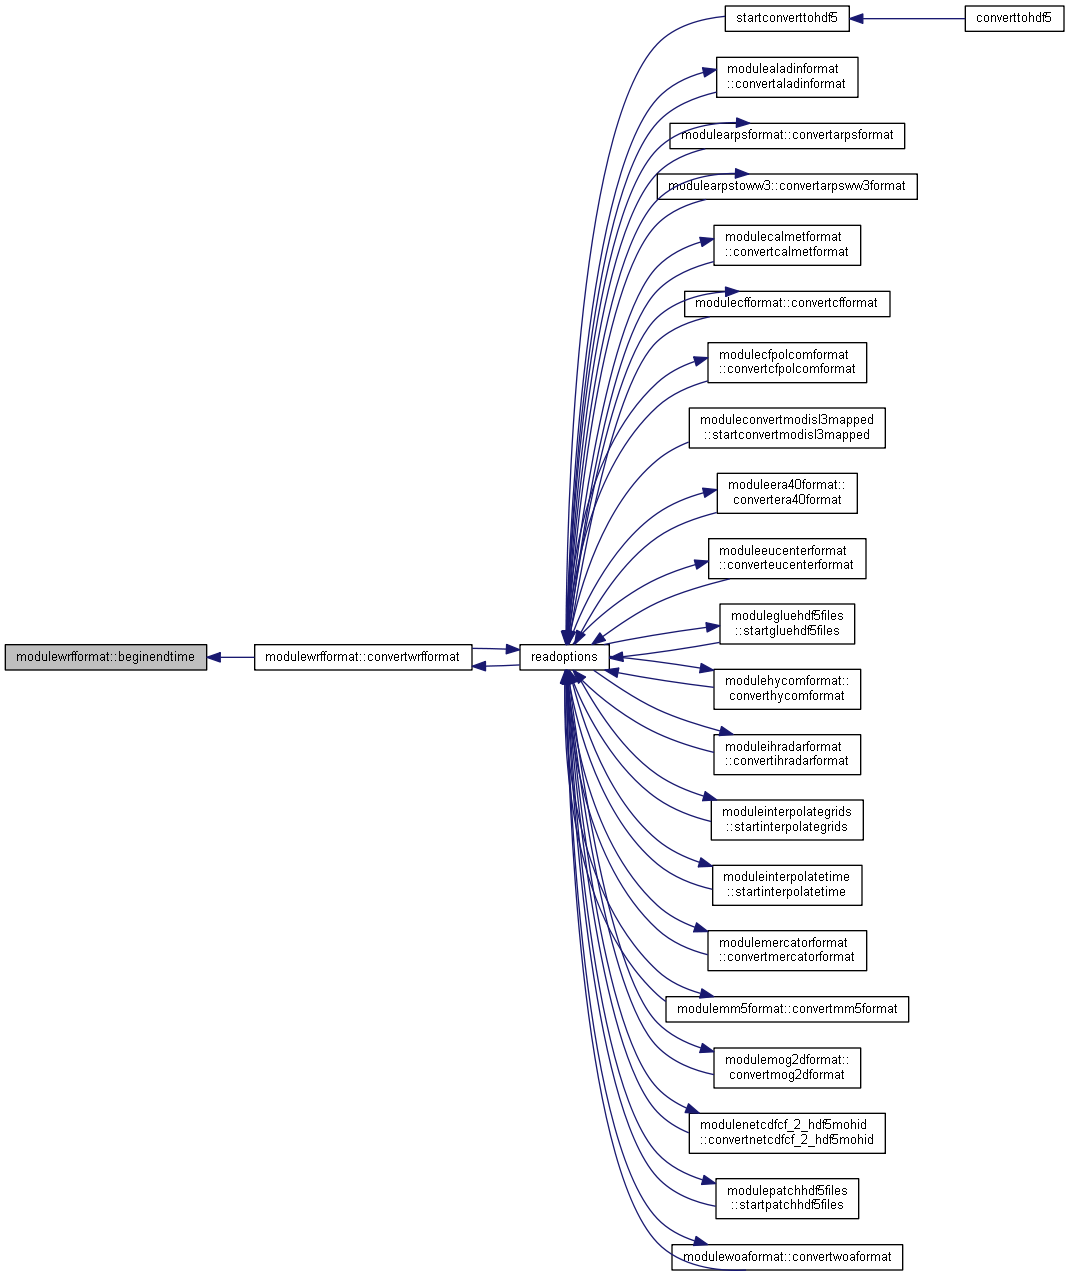 startconverttohdf5
converttohdf5
modulealadinformat
::convertaladinformat
modulearpsformat::convertarpsformat
modulearpstoww3::convertarpsww3format
modulecalmetformat
::convertcalmetformat
modulecfformat::convertcfformat
modulecfpolcomformat
::convertcfpolcomformat
moduleconvertmodisl3mapped
::startconvertmodisl3mapped
moduleera40format::
convertera40format
moduleeucenterformat
::converteucenterformat
modulegluehdf5files
::startgluehdf5files
modulewrfformat::beginendtime
modulewrfformat::convertwrfformat
readoptions
modulehycomformat::
converthycomformat
moduleihradarformat
::convertihradarformat
moduleinterpolategrids
::startinterpolategrids
moduleinterpolatetime
::startinterpolatetime
modulemercatorformat
::convertmercatorformat
modulemm5format::convertmm5format
modulemog2dformat::
convertmog2dformat
modulenetcdfcf_2_hdf5mohid
::convertnetcdfcf_2_hdf5mohid
modulepatchhdf5files
::startpatchhdf5files
modulewoaformat::convertwoaformat